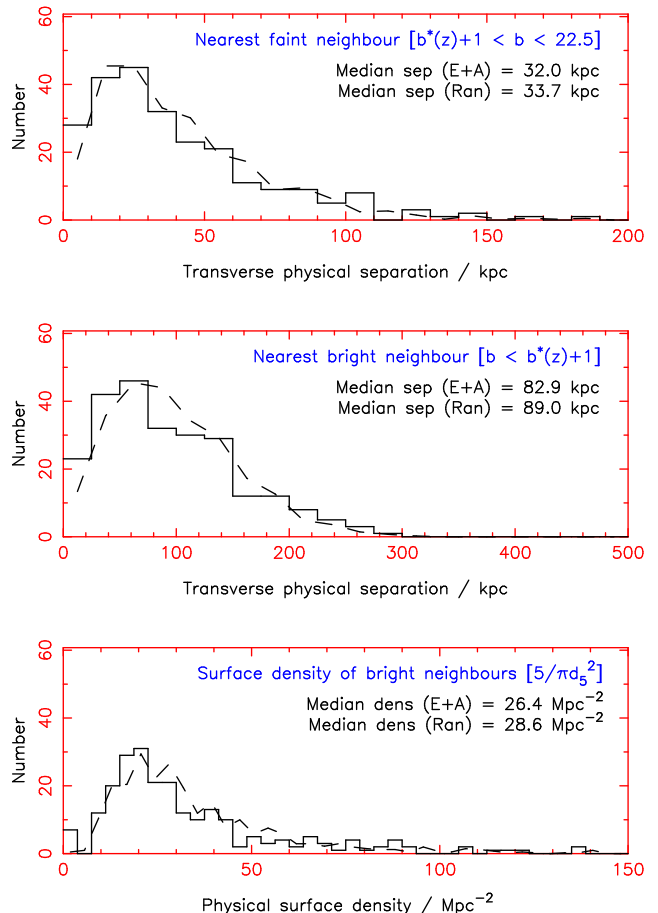 60
Nearest faint neighbour [b*(z)+1 < b < 22.5]
Median sep (E+A) = 32.0 kpc
Median sep (Ran) = 33.7 kpc
40
Number
20
0
0 50 100 150 200
Transverse physical separation / kpc
60
Nearest bright neighbour [b < b*(z)+1]
Median sep (E+A) = 82.9 kpc
Median sep (Ran) = 89.0 kpc
40
Number
20
0
0 100 200 300 400 500
Transverse physical separation / kpc
60
Surface density of bright neighbours [5/πd₅²]
Median dens (E+A) = 26.4 Mpc⁻²
Median dens (Ran) = 28.6 Mpc⁻²
40
Number
20
0
0 50 100 150
Physical surface density / Mpc⁻²